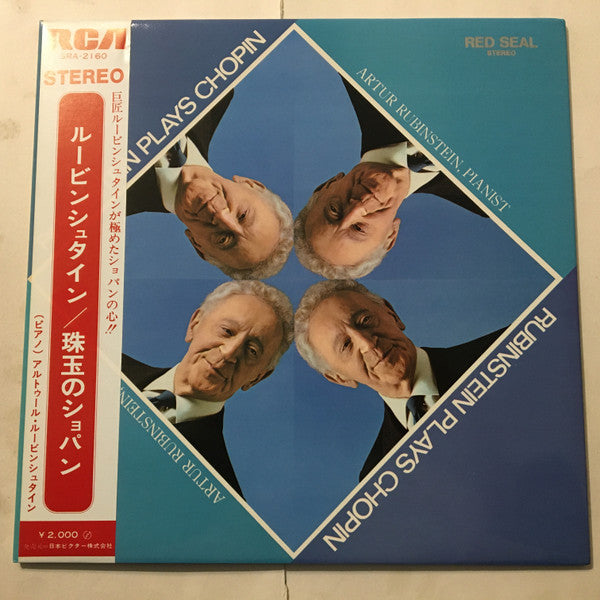 RCA
SRA-2160
STEREO
巨匠ルービンシュタインが極めたショパンの心!!
ルービンシュタイン/珠玉のショパン
(ピアノ)アルトゥール・ルービンシュタイン
¥2,000
日本ビクター株式会社
IN PLAYS CHOPIN
RED SEAL
STEREO
ARTUR RUBINSTEIN, PIANIST
RUBINSTEIN PLAYS CHOPIN
ARTUR RUBINSTEIN,